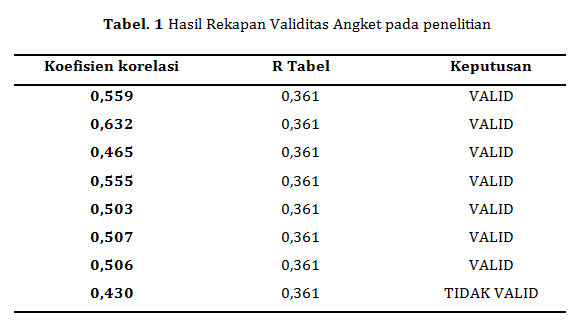 Tabel. 1 Hasil Rekapan Validitas Angket pada penelitian
Koefisien korelasi R Tabel Keputusan
0,559 0,361 VALID
0,632 0,361 VALID
0,465 0,361 VALID
0,555 0,361 VALID
0,503 0,361 VALID
0,507 0,361 VALID
0,506 0,361 VALID
0,430 0,361 TIDAK VALID